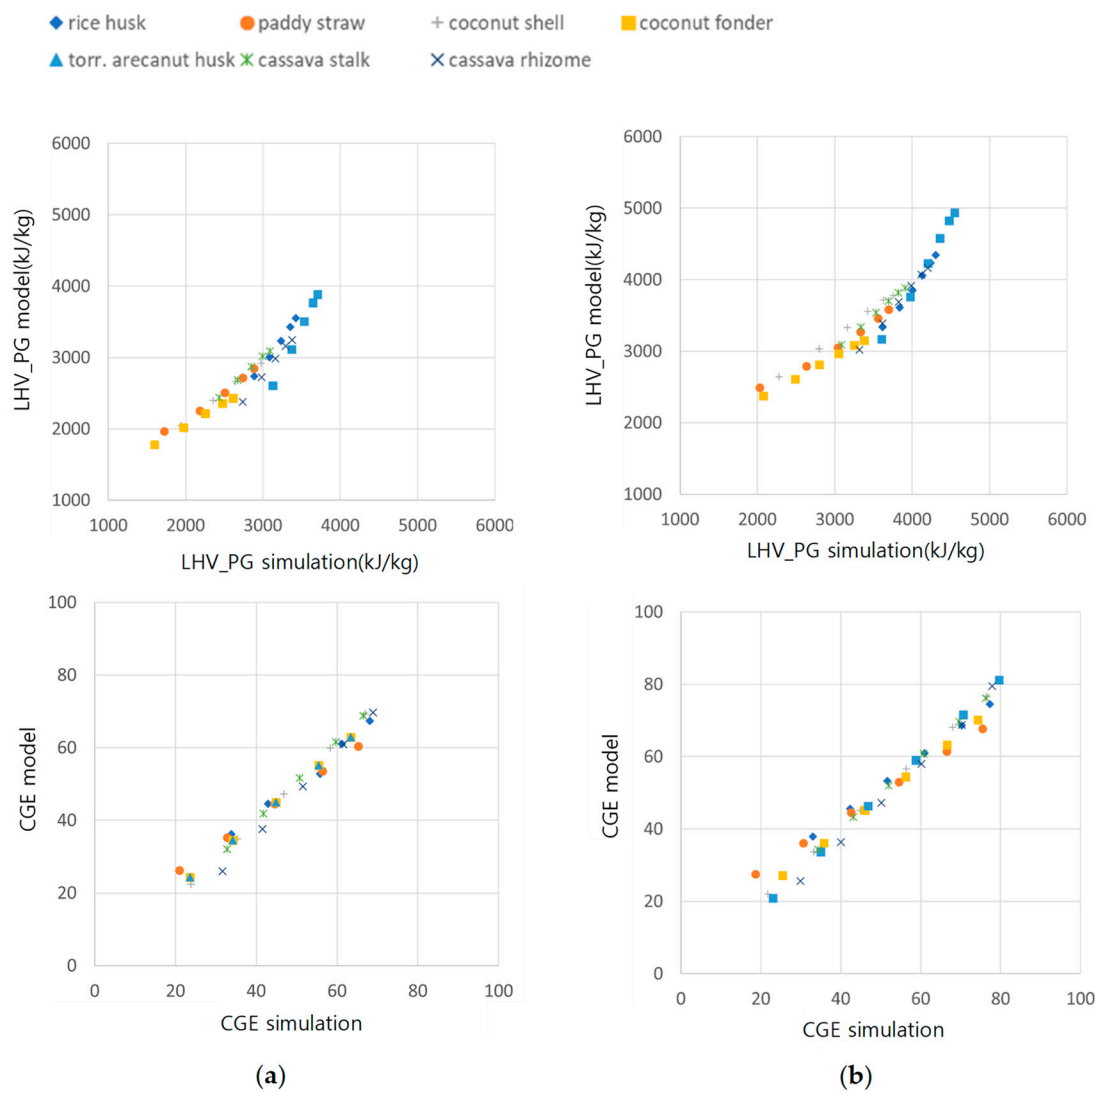 rice husk paddy straw coconut shell coconut fonder
torr. arecanut husk cassava stalk cassava rhizome
6000
5000
4000
3000
2000
1000
1000 2000 3000 4000 5000 6000
LHV_PG model(kJ/kg)
LHV_PG simulation(kJ/kg)
6000
5000
4000
3000
2000
1000
1000 2000 3000 4000 5000 6000
LHV_PG model(kJ/kg)
LHV_PG simulation(kJ/kg)
100
80
60
40
20
0
0 20 40 60 80 100
CGE model
CGE simulation
100
80
60
40
20
0
0 20 40 60 80 100
CGE model
CGE simulation
(a) (b)